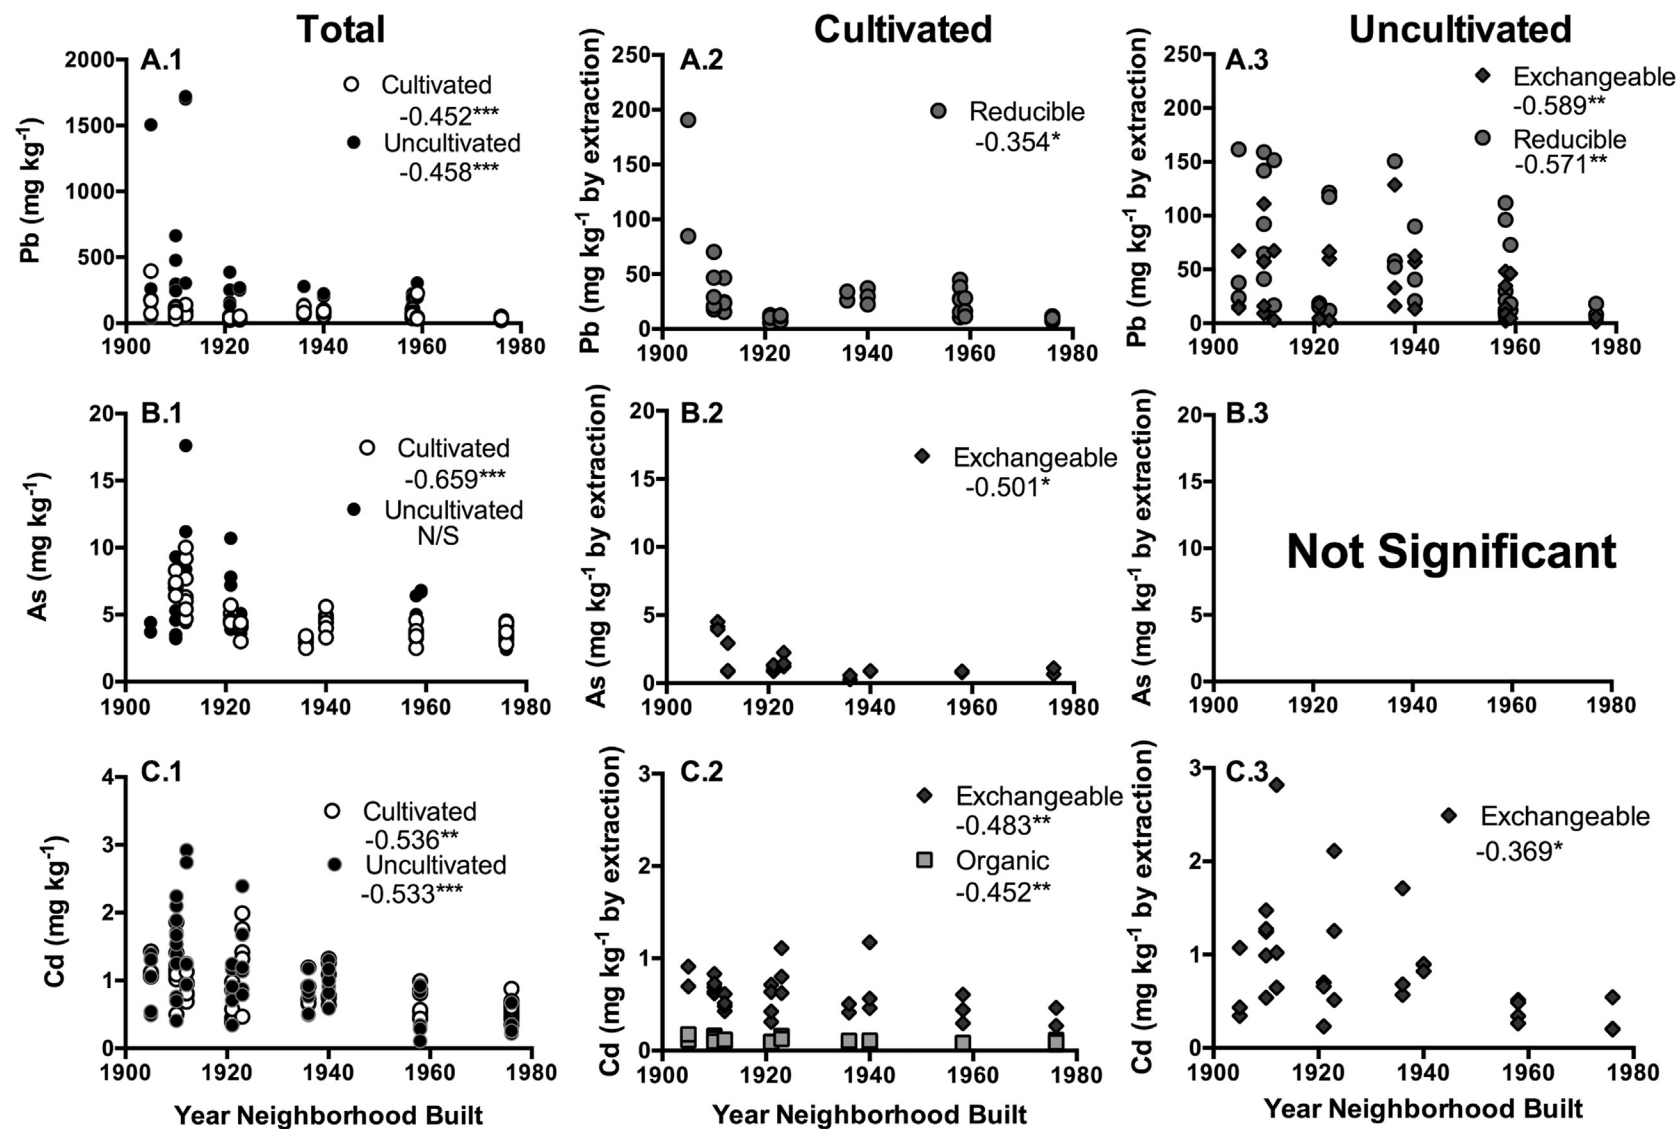 Total
Cultivated
Uncultivated
A.1
Pb (mg kg-1)
2000
1500
1000
500
0
Cultivated
-0.452***
Uncultivated
-0.458***
1900 1920 1940 1960 1980
A.2
Pb (mg kg-1 by extraction)
250
200
150
100
50
0
Reducible
-0.354*
1900 1920 1940 1960 1980
A.3
Pb (mg kg-1 by extraction)
250
200
150
100
50
0
Exchangeable
-0.589**
Reducible
-0.571**
1900 1920 1940 1960 1980
B.1
As (mg kg-1)
20
15
10
5
0
Cultivated
-0.659***
Uncultivated
N/S
1900 1920 1940 1960 1980
B.2
As (mg kg-1 by extraction)
20
15
10
5
0
Exchangeable
-0.501*
1900 1920 1940 1960 1980
B.3
As (mg kg-1 by extraction)
20
15
10
5
0
Not Significant
1900 1920 1940 1960 1980
C.1
Cd (mg kg-1)
4
3
2
1
0
Cultivated
-0.536**
Uncultivated
-0.533***
1900 1920 1940 1960 1980
Year Neighborhood Built
C.2
Cd (mg kg-1 by extraction)
3
2
1
0
Exchangeable
-0.483**
Organic
-0.452**
1900 1920 1940 1960 1980
Year Neighborhood Built
C.3
Cd (mg kg-1 by extraction)
3
2
1
0
Exchangeable
-0.369*
1900 1920 1940 1960 1980
Year Neighborhood Built